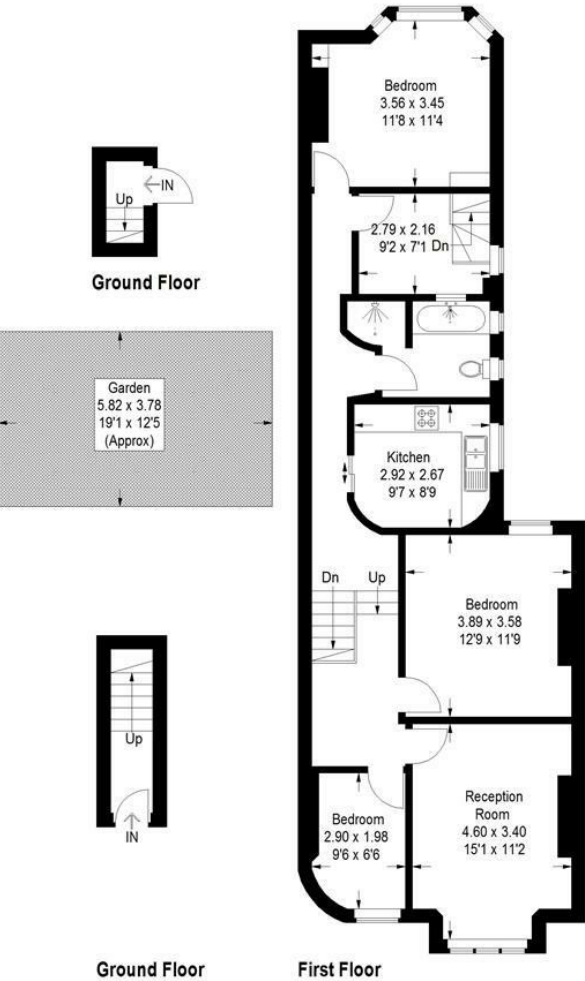 Bedroom
3.56 x 3.45
11'8 x 11'4
IN
Up
Ground Floor
2.79 x 2.16
9'2 x 7'1
Dn
Garden
5.82 x 3.78
19'1 x 12'5
(Approx)
Kitchen
2.92 x 2.67
9'7 x 8'9
Dn
Up
Bedroom
3.89 x 3.58
12'9 x 11'9
Up
IN
Bedroom
2.90 x 1.98
9'6 x 6'6
Reception
Room
4.60 x 3.40
15'1 x 11'2
Ground Floor
First Floor